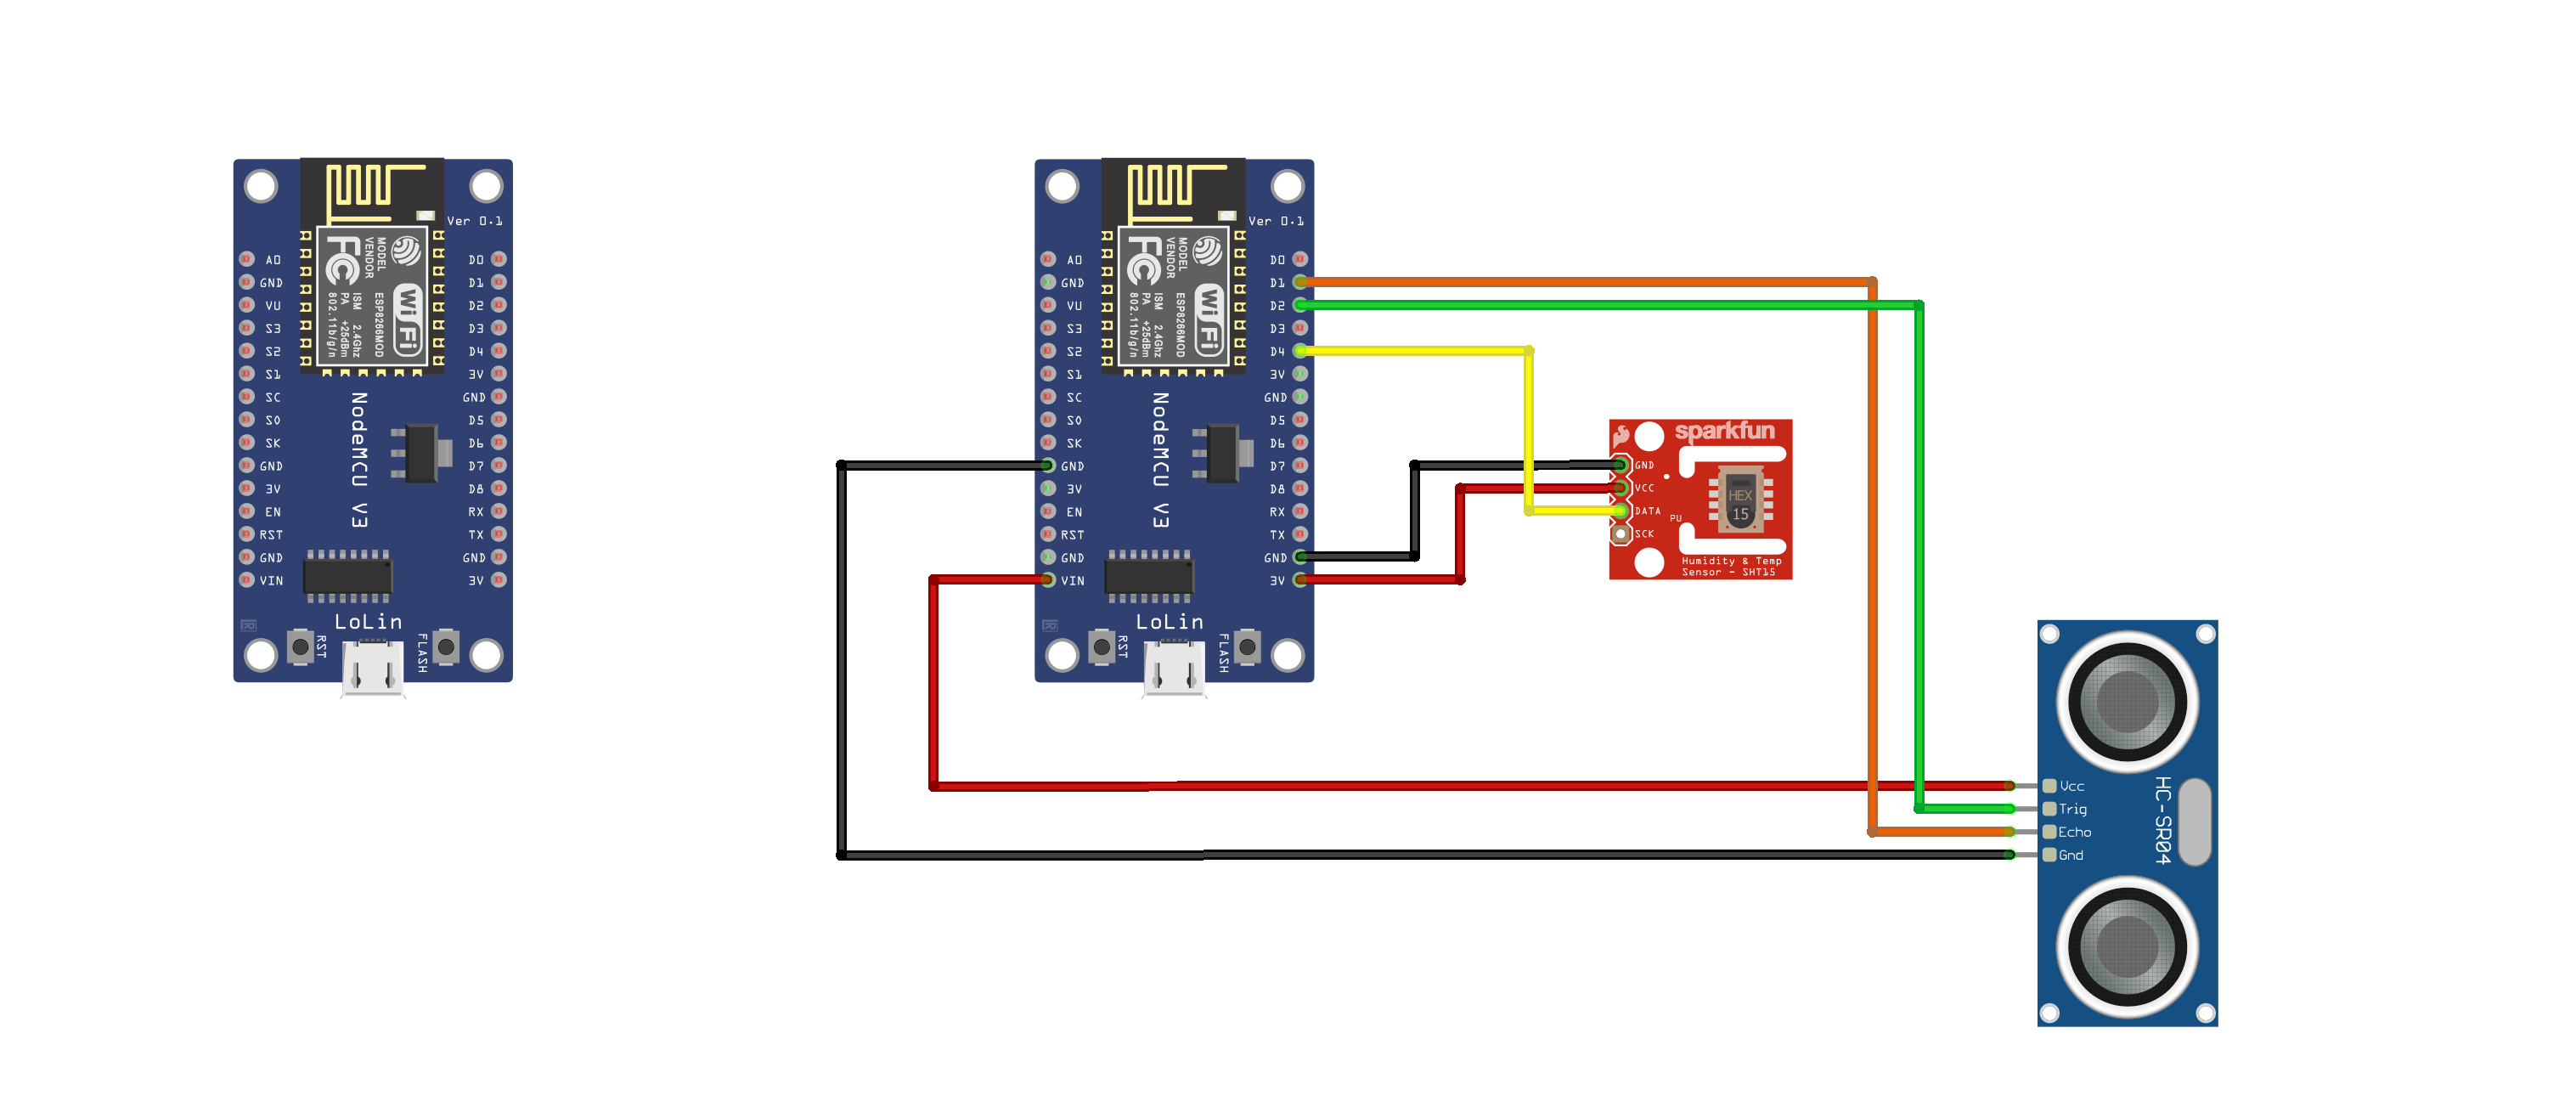 Ver 0.1
MODEL
VENDOR
FC
WiFi
ISM 2.4Ghz
PA +25dBm
802.11b/g/n
ESP8266MOD
A0
GND
VU
S3
S2
S1
SC
S0
SK
GND
3V
EN
RST
GND
VIN
D0
D1
D2
D3
D4
3V
GND
D5
D6
D7
D8
RX
TX
GND
3V
NodeMCU V3
LoLin
RST
FLASH
Ver 0.1
MODEL
VENDOR
FC
WiFi
ISM 2.4Ghz
PA +25dBm
802.11b/g/n
ESP8266MOD
A0
GND
VU
S3
S2
S1
SC
S0
SK
GND
3V
EN
RST
GND
VIN
D0
D1
D2
D3
D4
3V
GND
D5
D6
D7
D8
RX
TX
GND
3V
NodeMCU V3
LoLin
RST
FLASH
sparkfun
GND
VCC
DATA
SCK
PU
HEX
15
Humidity & Temp
Sensor - SHT15
Vcc
Trig
Echo
Gnd
HC-SR04